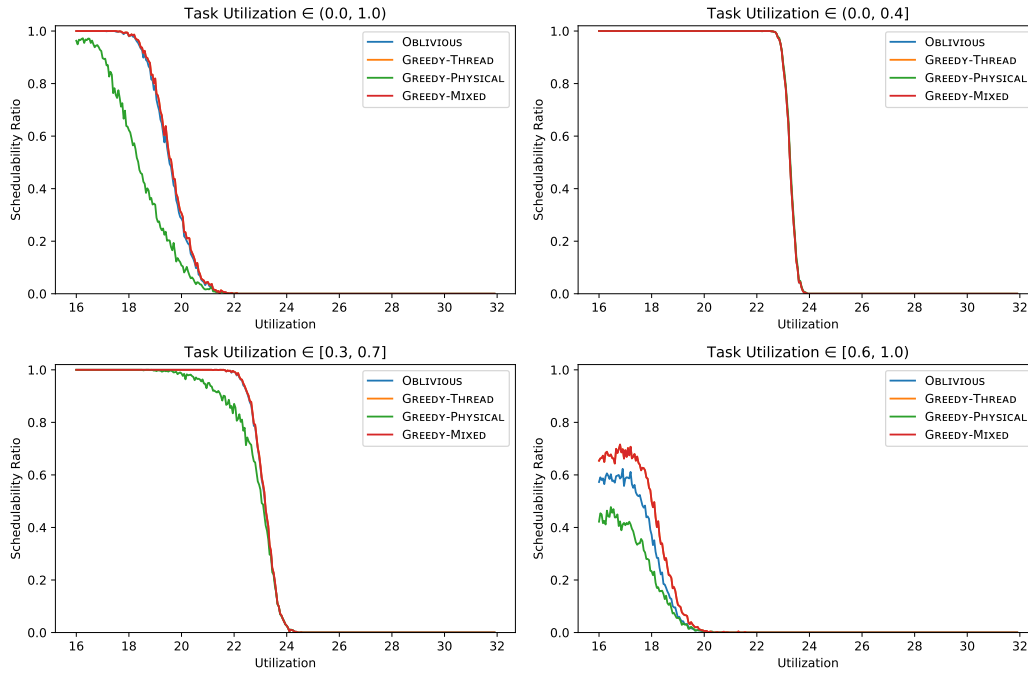 Task Utilization ∈ (0.0, 1.0)
1.0
0.8
0.6
0.4
0.2
0.0
Schedulability Ratio
Oblivious
Greedy-Thread
Greedy-Physical
Greedy-Mixed
16 18 20 22 24 26 28 30 32
Utilization
Task Utilization ∈ (0.0, 0.4]
1.0
0.8
0.6
0.4
0.2
0.0
Schedulability Ratio
Oblivious
Greedy-Thread
Greedy-Physical
Greedy-Mixed
16 18 20 22 24 26 28 30 32
Utilization
Task Utilization ∈ [0.3, 0.7]
1.0
0.8
0.6
0.4
0.2
0.0
Schedulability Ratio
Oblivious
Greedy-Thread
Greedy-Physical
Greedy-Mixed
16 18 20 22 24 26 28 30 32
Utilization
Task Utilization ∈ [0.6, 1.0)
1.0
0.8
0.6
0.4
0.2
0.0
Schedulability Ratio
Oblivious
Greedy-Thread
Greedy-Physical
Greedy-Mixed
16 18 20 22 24 26 28 30 32
Utilization